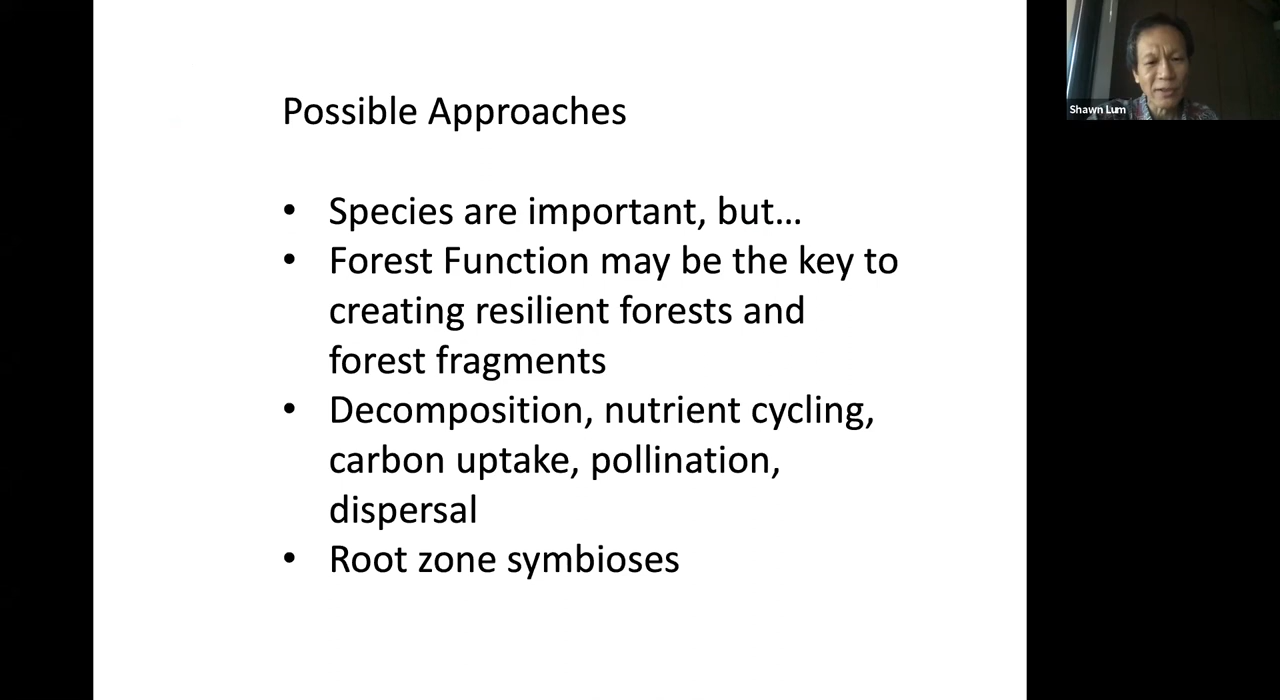 Possible Approaches
• Species are important, but...
• Forest Function may be the key to
creating resilient forests and
forest fragments
• Decomposition, nutrient cycling,
carbon uptake, pollination,
dispersal
• Root zone symbioses
Shawn Lum